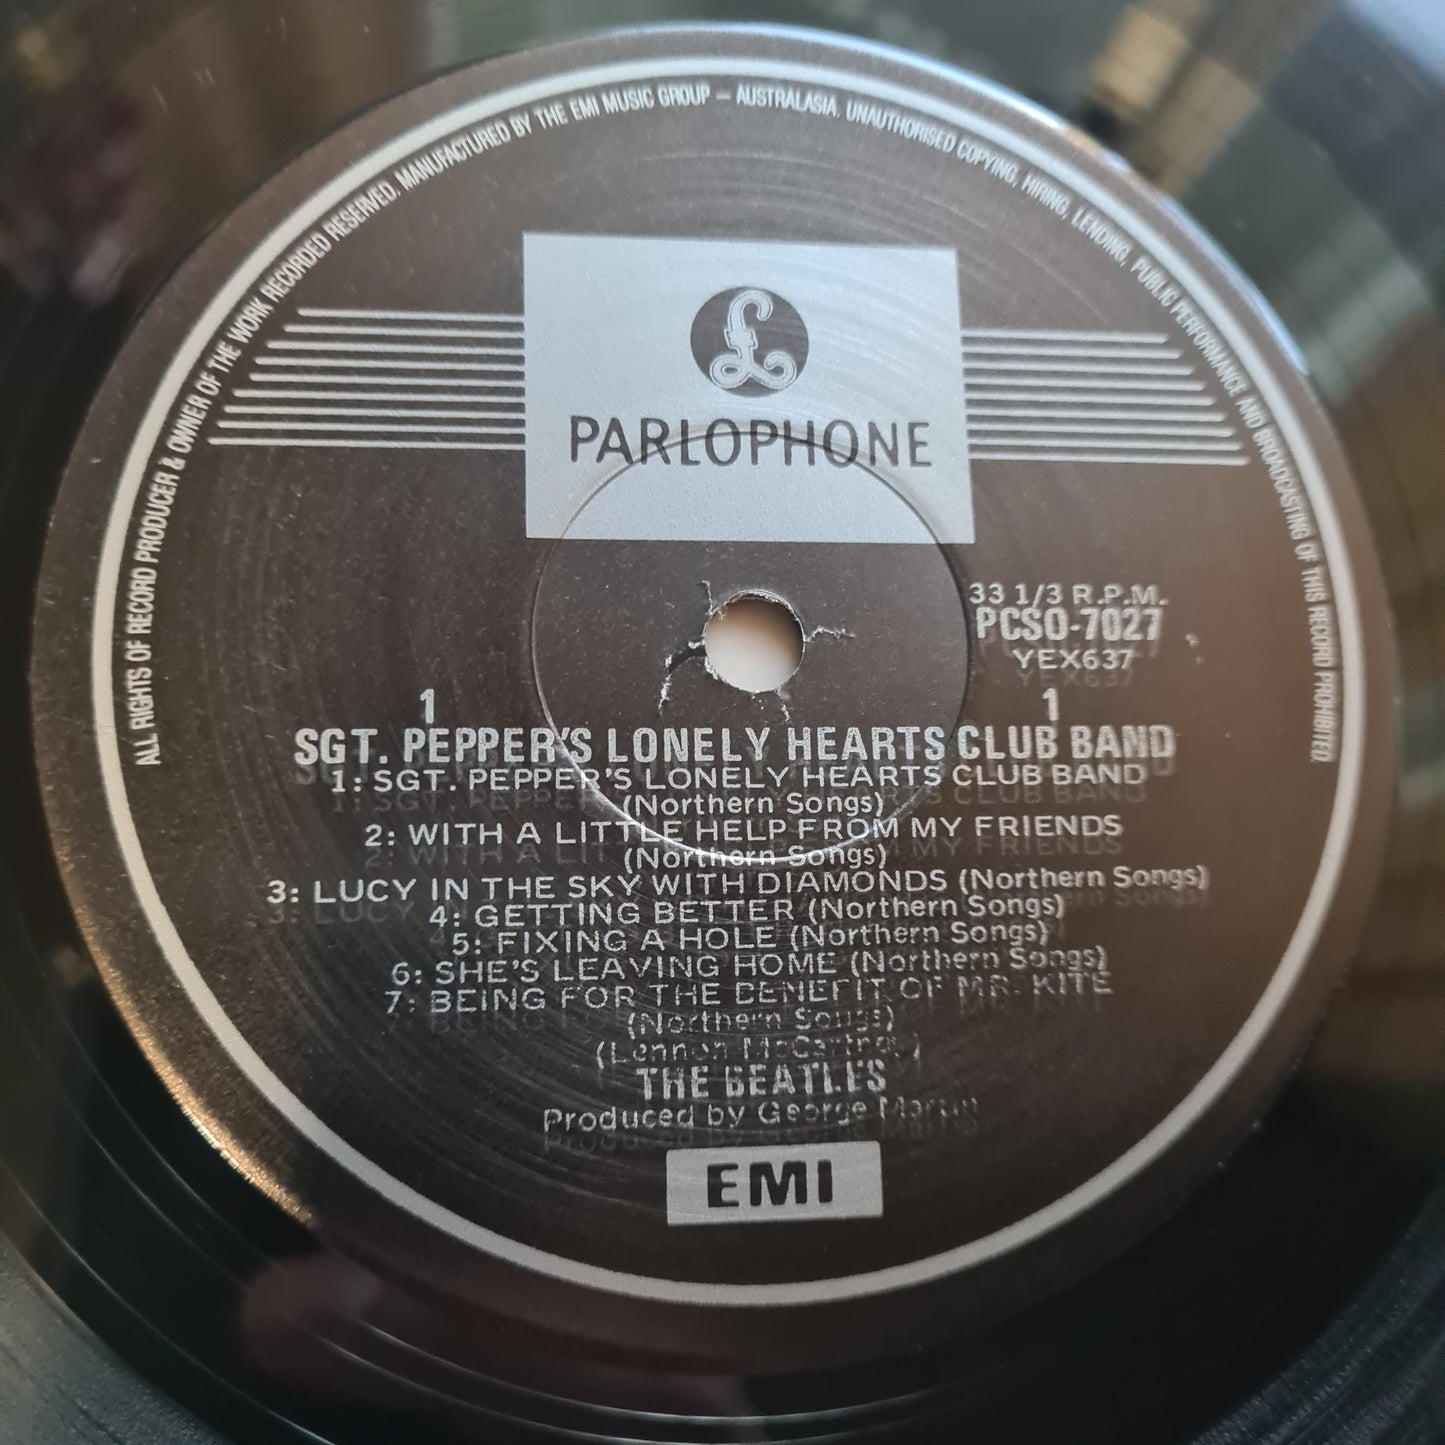 ALL RIGHTS OF RECORD PRODUCER & OWNER OF THE WORK RECORDED RESERVED. MANUFACTURED BY THE EMI MUSIC GROUP – AUSTRALASIA. UNAUTHORISED COPYING, HIRING, LENDING, PUBLIC PERFORMANCE AND BROADCASTING OF THIS RECORD PROHIBITED.
£
PARLOPHONE
33 1/3 R.P.M.
PCSO-7027
YEX637
1 1
SGT. PEPPER'S LONELY HEARTS CLUB BAND
1: SGT. PEPPER'S LONELY HEARTS CLUB BAND
(Northern Songs)
2: WITH A LITTLE HELP FROM MY FRIENDS
(Northern Songs)
3: LUCY IN THE SKY WITH DIAMONDS (Northern Songs)
4: GETTING BETTER (Northern Songs)
5: FIXING A HOLE (Northern Songs)
6: SHE'S LEAVING HOME (Northern Songs)
7: BEING FOR THE BENEFIT OF MR. KITE
(Northern Songs)
(Lennon McCartney)
THE BEATLES
Produced by George Martin
EMI